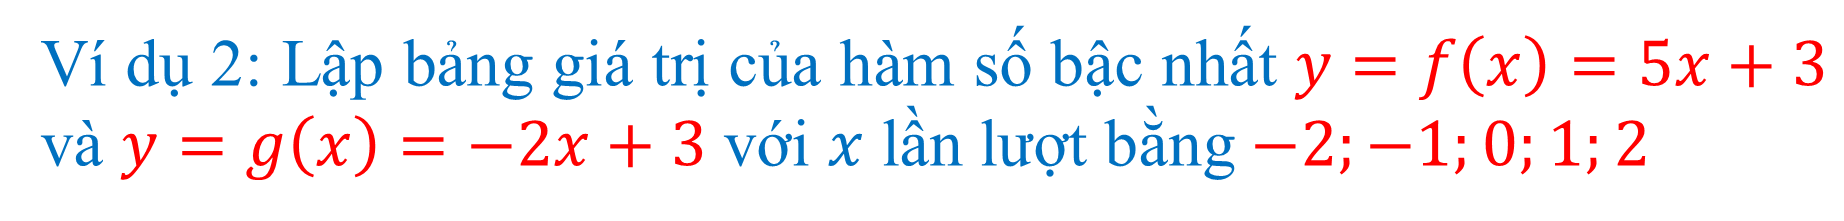 Ví dụ 2: Lập bảng giá trị của hàm số bậc nhất y = f(x) = 5x + 3
và y = g(x) = −2x + 3 với x lần lượt bằng −2; −1; 0; 1; 2